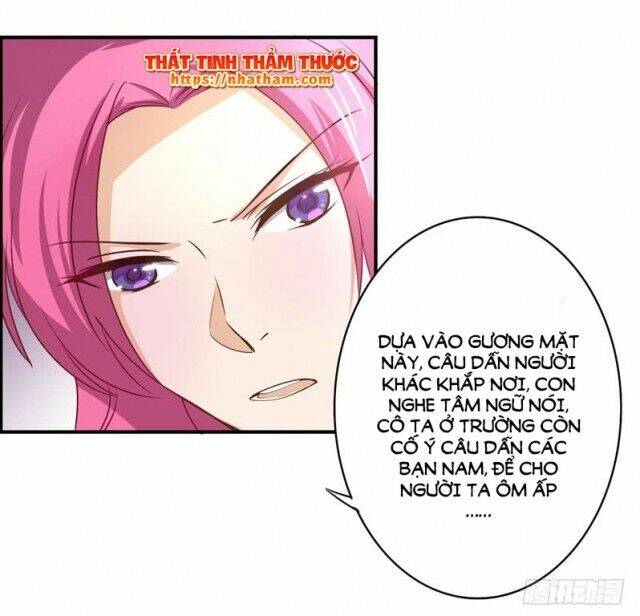 THẤT TINH THẨM THƯỚC
https://nhatham.com/
DỰA VÀO GƯƠNG MẶT
NÀY, CÂU DẪN NGƯỜI
KHÁC KHẮP NƠI, CON
NGHE TÂM NGỮ NÓI,
CÔ TA Ở TRƯỜNG CÒN
CỐ Ý CÂU DẪN CÁC
BẠN NAM, ĐỂ CHO
NGƯỜI TA ÔM ẤP
......